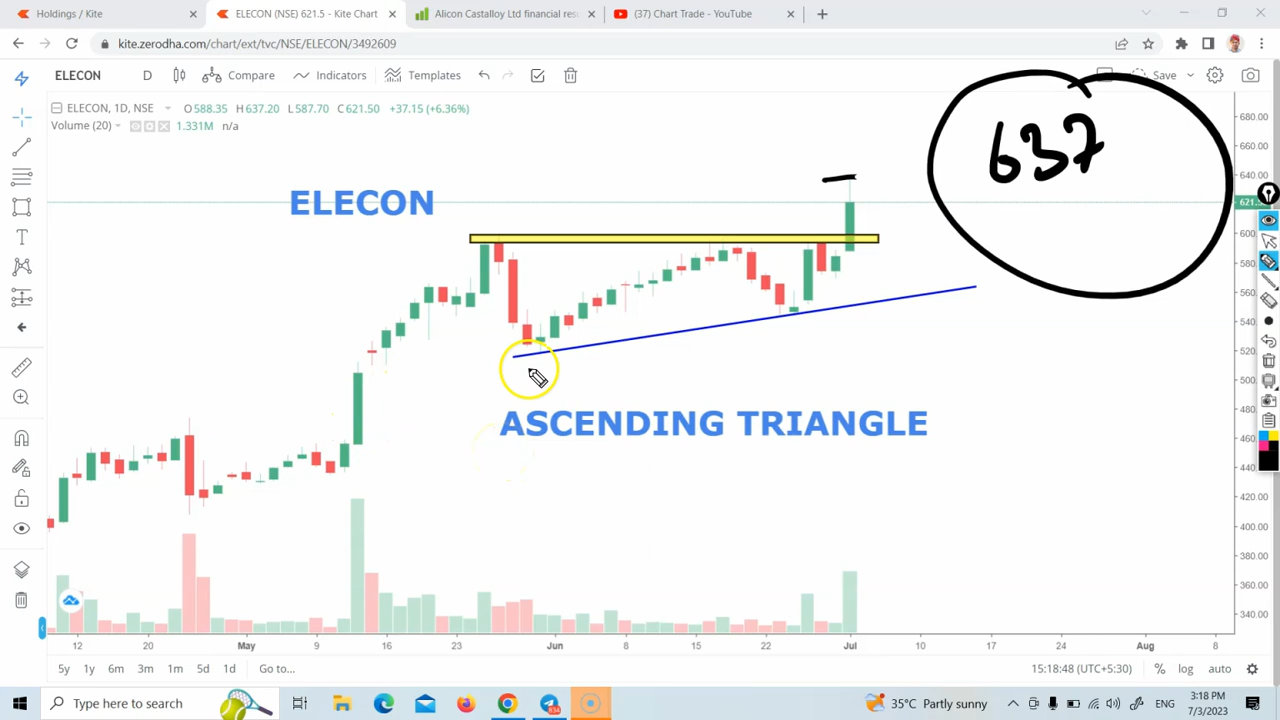 Holdings / Kite
ELECON (NSE) 621.5 - Kite Chart
Alicon Castalloy Ltd financial res
(37) Chart Trade - YouTube
kite.zerodha.com/chart/ext/tvc/NSE/ELECON/3492609
ELECON D Compare Indicators Templates Save
ELECON, 1D, NSE O588.35 H637.20 L587.70 C621.50 +37.15 (+6.36%)
Volume (20) 1.331M n/a
637
ELECON
ASCENDING TRIANGLE
680.00
660.00
640.00
621.5
600.00
580.00
560.00
540.00
520.00
500.00
480.00
460.00
440.00
420.00
400.00
380.00
360.00
340.00
12 20 May 9 16 23 Jun 8 15 22 Jul 10 17 24 Aug 8
5y 1y 6m 3m 1m 5d 1d Go to... 15:18:48 (UTC+5:30) % log auto
Type here to search 834 35°C Partly sunny ENG 3:18 PM
7/3/2023